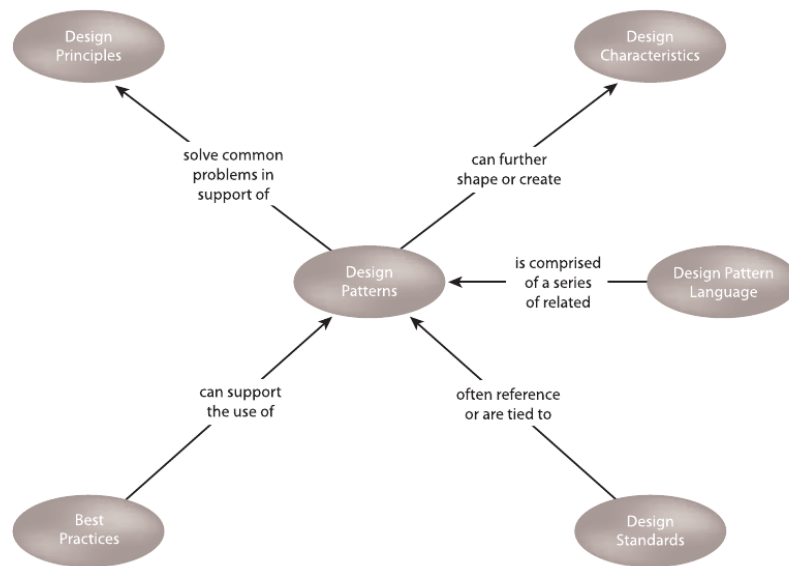 Design
Principles
Design
Characteristics
solve common
problems in
support of
can further
shape or create
Design
Patterns
is comprised
of a series
of related
Design Pattern
Language
can support
the use of
often reference
or are tied to
Best
Practices
Design
Standards